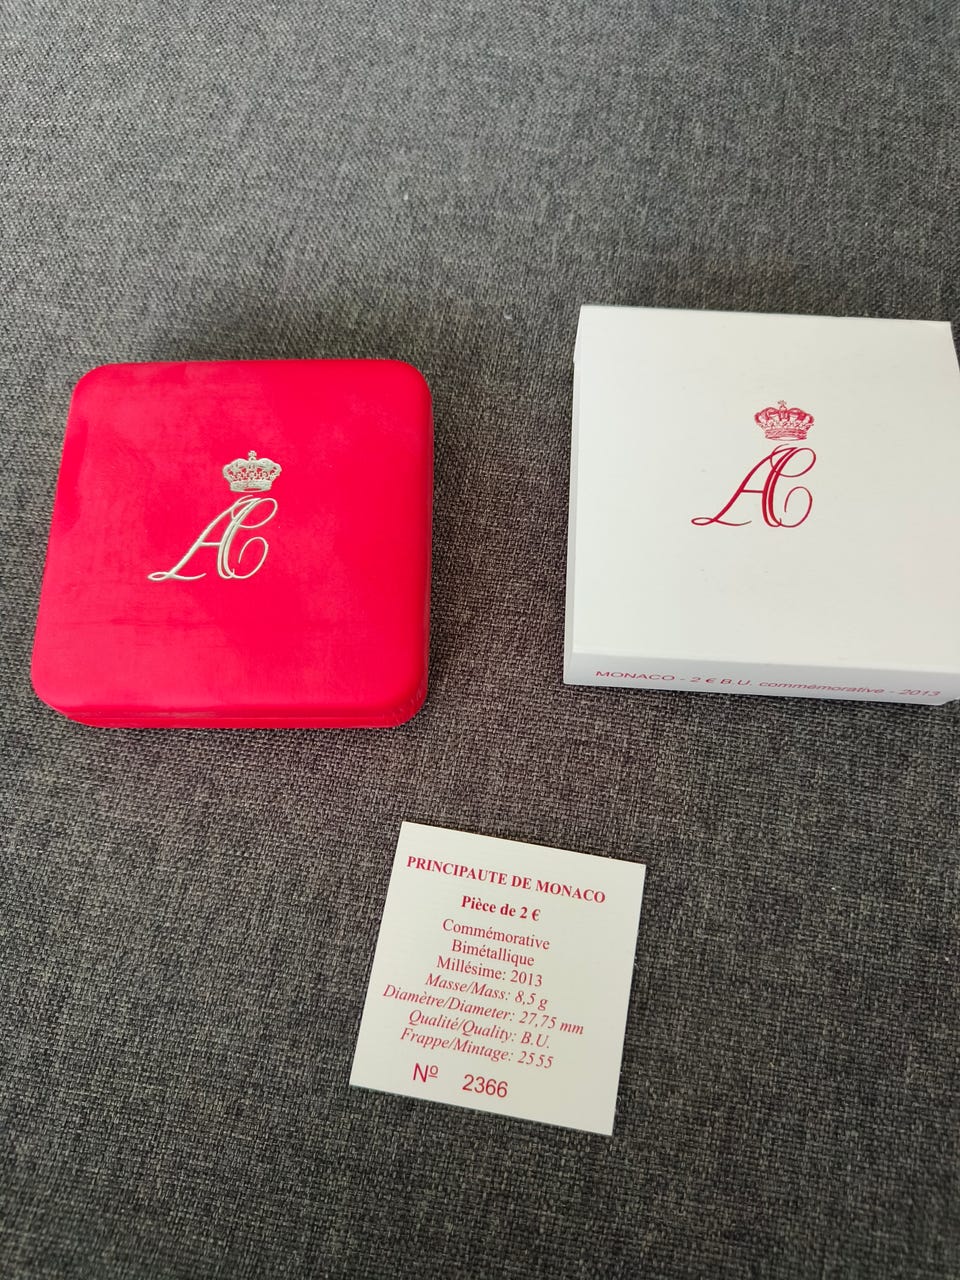 AC
AC
MONACO - 2 € B.U. commémorative - 2013
PRINCIPAUTE DE MONACO
Pièce de 2 €
Commémorative
Bimétallique
Millésime: 2013
Masse/Mass: 8,5 g
Diamètre/Diameter: 27,75 mm
Qualité/Quality: B.U.
Frappe/Mintage: 2555
Nº 2366